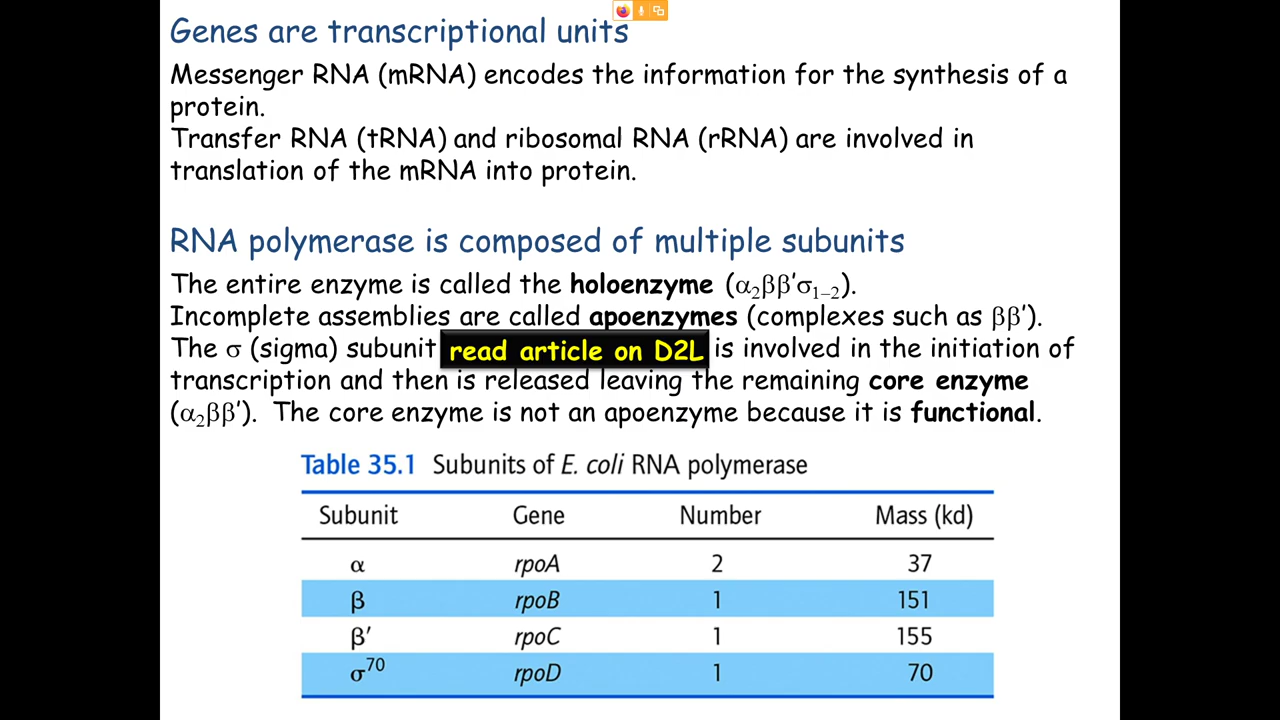 Genes are transcriptional units
Messenger RNA (mRNA) encodes the information for the synthesis of a
protein.
Transfer RNA (tRNA) and ribosomal RNA (rRNA) are involved in
translation of the mRNA into protein.
RNA polymerase is composed of multiple subunits
The entire enzyme is called the holoenzyme (α₂ββ′σ₁₋₂).
Incomplete assemblies are called apoenzymes (complexes such as ββ′).
The σ (sigma) subunit read article on D2L is involved in the initiation of
transcription and then is released leaving the remaining core enzyme
(α₂ββ′). The core enzyme is not an apoenzyme because it is functional.
Table 35.1 Subunits of E. coli RNA polymerase
Subunit Gene Number Mass (kd)
α rpoA 2 37
β rpoB 1 151
β′ rpoC 1 155
σ⁷⁰ rpoD 1 70